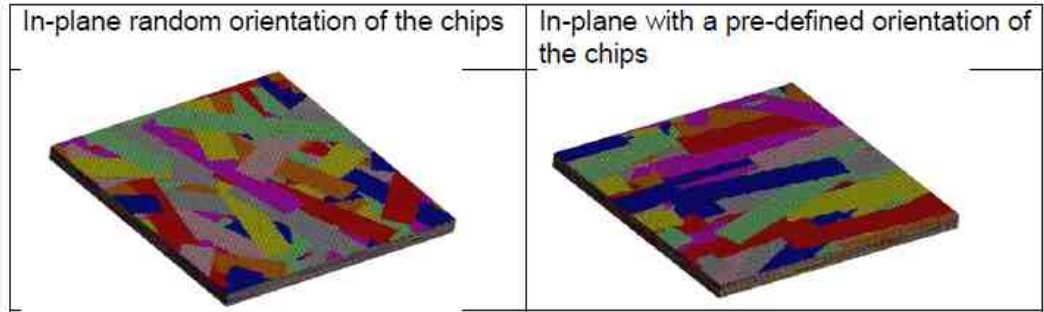 In-plane random orientation of the chips
In-plane with a pre-defined orientation of
the chips